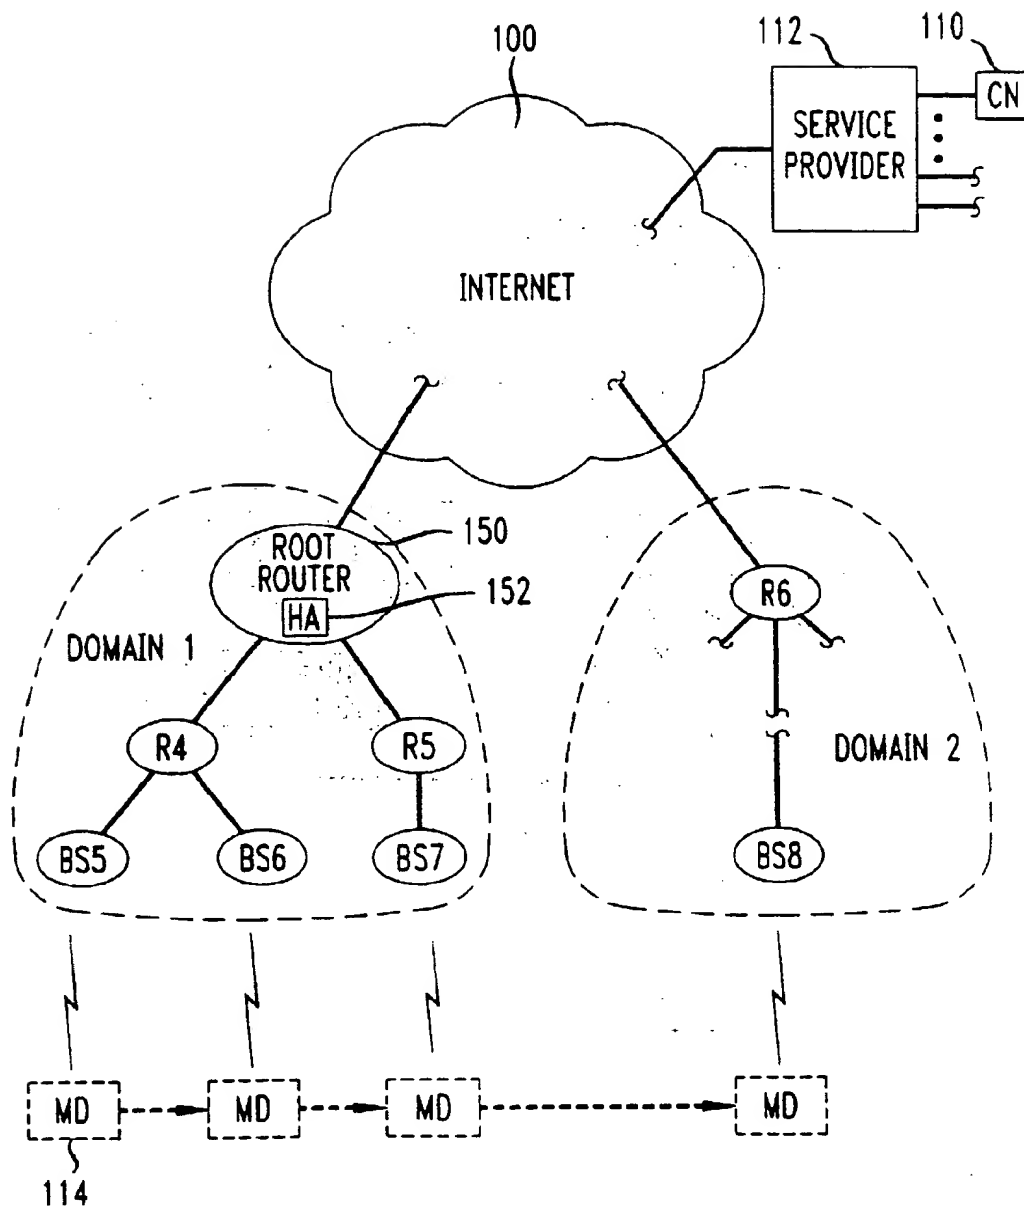 100
112
110
CN
SERVICE
PROVIDER
INTERNET
ROOT
ROUTER
HA
150
152
R6
DOMAIN 1
R4
R5
DOMAIN 2
BS5
BS6
BS7
BS8
MD
MD
MD
MD
114